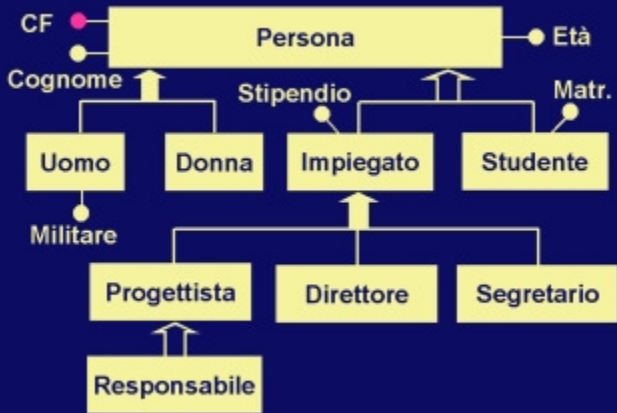 CF
Persona
Età
Cognome
Stipendio
Matr.
Uomo
Donna
Impiegato
Studente
Militare
Progettista
Direttore
Segretario
Responsabile